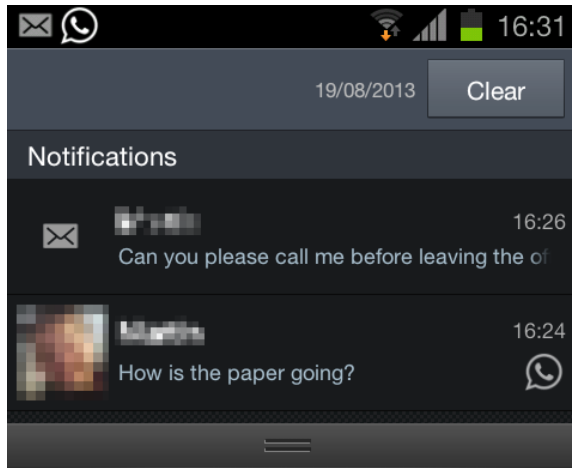 16:31
19/08/2013 Clear
Notifications
16:26
Can you please call me before leaving the of
16:24
How is the paper going?